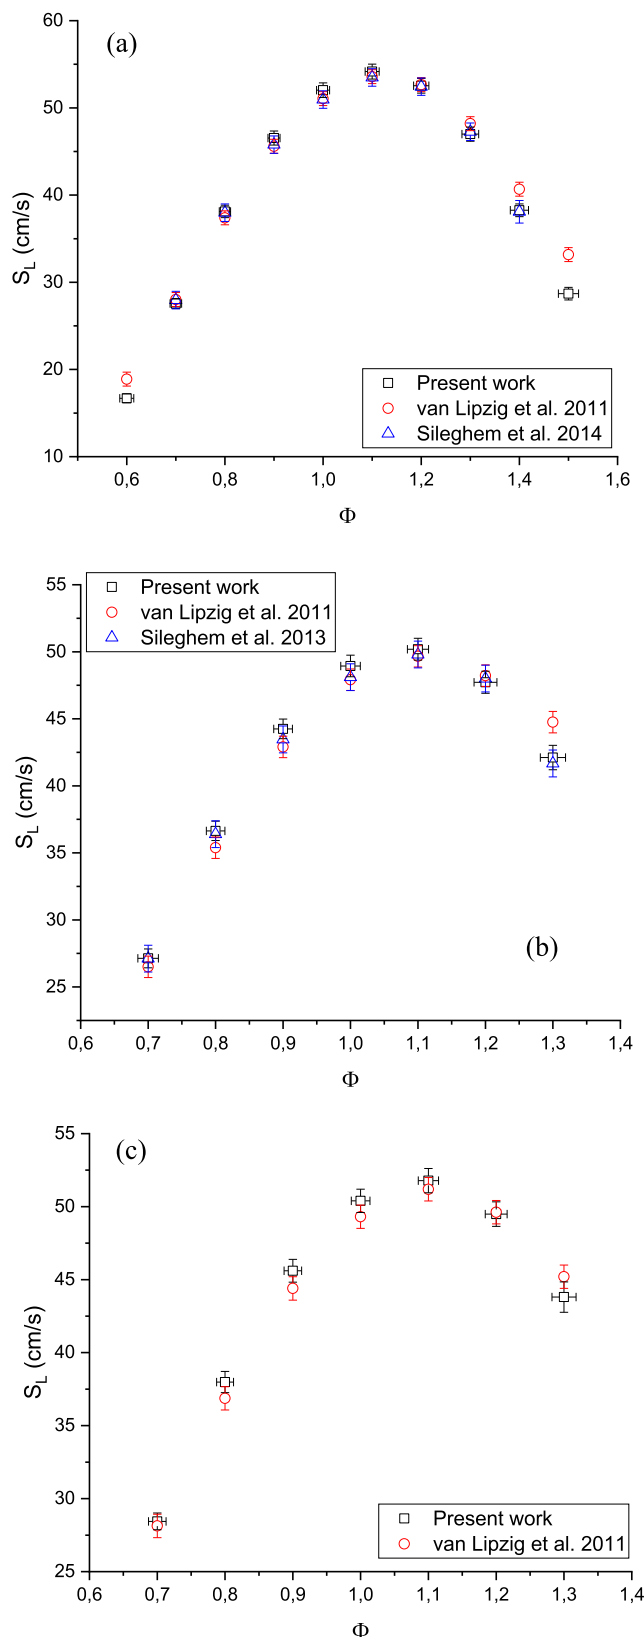 (a)
60
50
40
30
20
10
S_L (cm/s)
Present work
van Lipzig et al. 2011
Sileghem et al. 2014
0,6 0,8 1,0 1,2 1,4 1,6
Φ
Present work
van Lipzig et al. 2011
Sileghem et al. 2013
55
50
45
40
35
30
25
S_L (cm/s)
(b)
0,6 0,7 0,8 0,9 1,0 1,1 1,2 1,3 1,4
Φ
(c)
55
50
45
40
35
30
25
S_L (cm/s)
Present work
van Lipzig et al. 2011
0,6 0,7 0,8 0,9 1,0 1,1 1,2 1,3 1,4
Φ